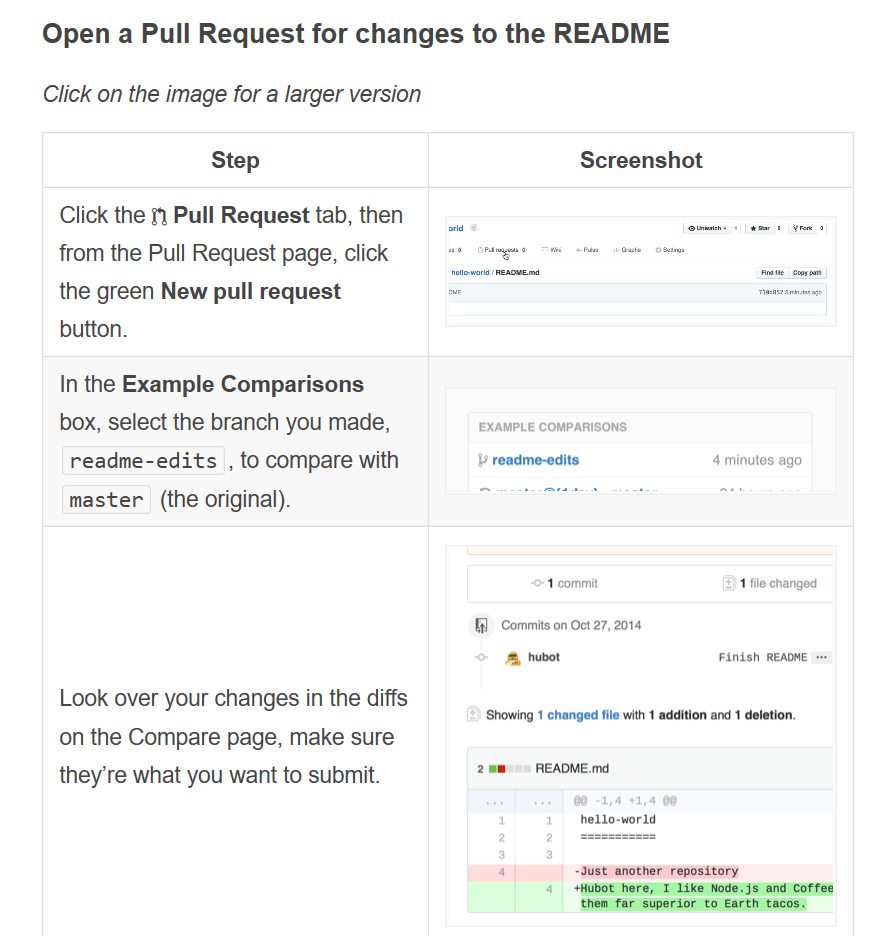 Open a Pull Request for changes to the README
Click on the image for a larger version
Step
Screenshot
Click the Pull Request tab, then
from the Pull Request page, click
the green New pull request
button.
orld
Unwatch 1 Star 0 Fork 0
es 0 Pull requests 0 Wiki Pulse Graphs Settings
hello-world / README.md
Find file Copy path
DME
3 minutes ago
In the Example Comparisons
box, select the branch you made,
readme-edits , to compare with
master (the original).
EXAMPLE COMPARISONS
readme-edits 4 minutes ago
Look over your changes in the diffs
on the Compare page, make sure
they’re what you want to submit.
1 commit 1 file changed
Commits on Oct 27, 2014
hubot Finish README ...
Showing 1 changed file with 1 addition and 1 deletion.
2 README.md
... ... @@ -1,4 +1,4 @@
1 1 hello-world
2 2 ===========
3 3
4 -Just another repository
4 +Hubot here, I like Node.js and Coffee
them far superior to Earth tacos.